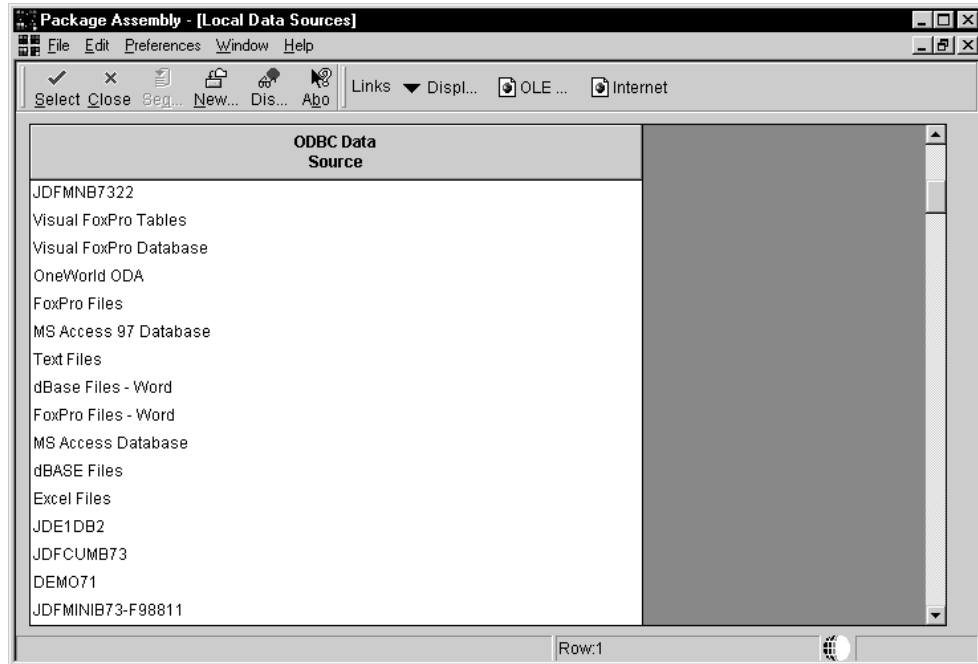 Package Assembly - [Local Data Sources]
File Edit Preferences Window Help
Select Close Seq... New... Dis... Abo Links Displ... OLE ... Internet
ODBC Data
Source
JDFMNB7322
Visual FoxPro Tables
Visual FoxPro Database
OneWorld ODA
FoxPro Files
MS Access 97 Database
Text Files
dBase Files - Word
FoxPro Files - Word
MS Access Database
dBASE Files
Excel Files
JDE1DB2
JDFCUMB73
DEMO71
JDFMINIB73-F98811
Row:1